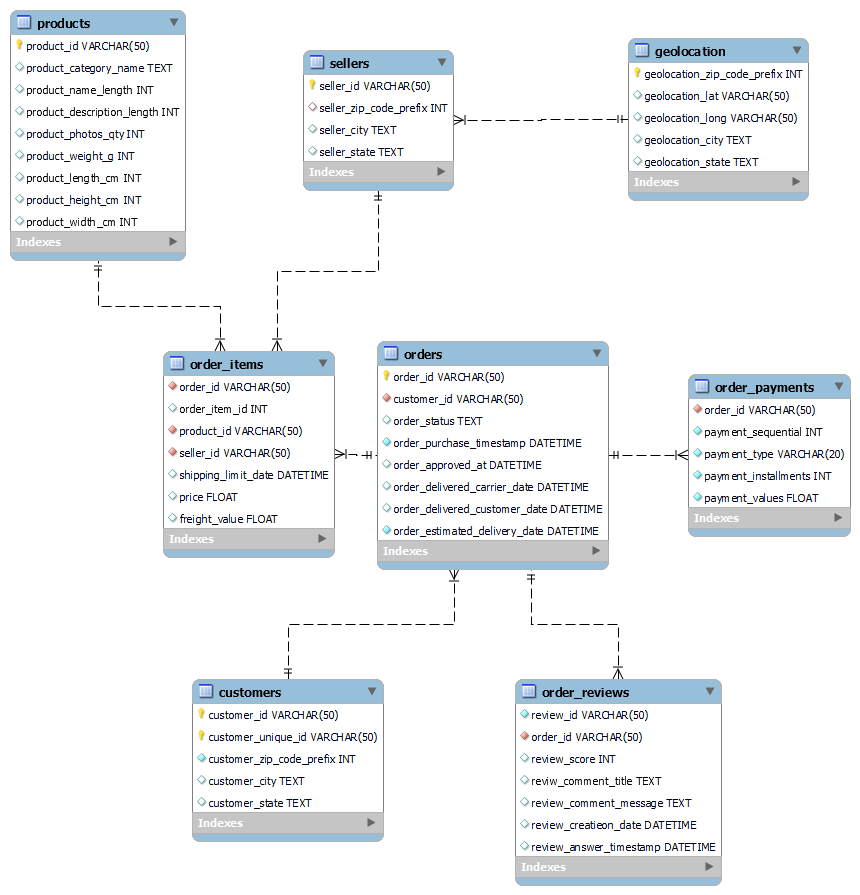 products
product_id VARCHAR(50)
product_category_name TEXT
product_name_length INT
product_description_length INT
product_photos_qty INT
product_weight_g INT
product_length_cm INT
product_height_cm INT
product_width_cm INT
Indexes
sellers
seller_id VARCHAR(50)
seller_zip_code_prefix INT
seller_city TEXT
seller_state TEXT
Indexes
geolocation
geolocation_zip_code_prefix INT
geolocation_lat VARCHAR(50)
geolocation_long VARCHAR(50)
geolocation_city TEXT
geolocation_state TEXT
Indexes
order_items
order_id VARCHAR(50)
order_item_id INT
product_id VARCHAR(50)
seller_id VARCHAR(50)
shipping_limit_date DATETIME
price FLOAT
freight_value FLOAT
Indexes
orders
order_id VARCHAR(50)
customer_id VARCHAR(50)
order_status TEXT
order_purchase_timestamp DATETIME
order_approved_at DATETIME
order_delivered_carrier_date DATETIME
order_delivered_customer_date DATETIME
order_estimated_delivery_date DATETIME
Indexes
order_payments
order_id VARCHAR(50)
payment_sequential INT
payment_type VARCHAR(20)
payment_installments INT
payment_values FLOAT
Indexes
customers
customer_id VARCHAR(50)
customer_unique_id VARCHAR(50)
customer_zip_code_prefix INT
customer_city TEXT
customer_state TEXT
Indexes
order_reviews
review_id VARCHAR(50)
order_id VARCHAR(50)
review_score INT
reviw_comment_title TEXT
review_comment_message TEXT
review_creatieon_date DATETIME
review_answer_timestamp DATETIME
Indexes